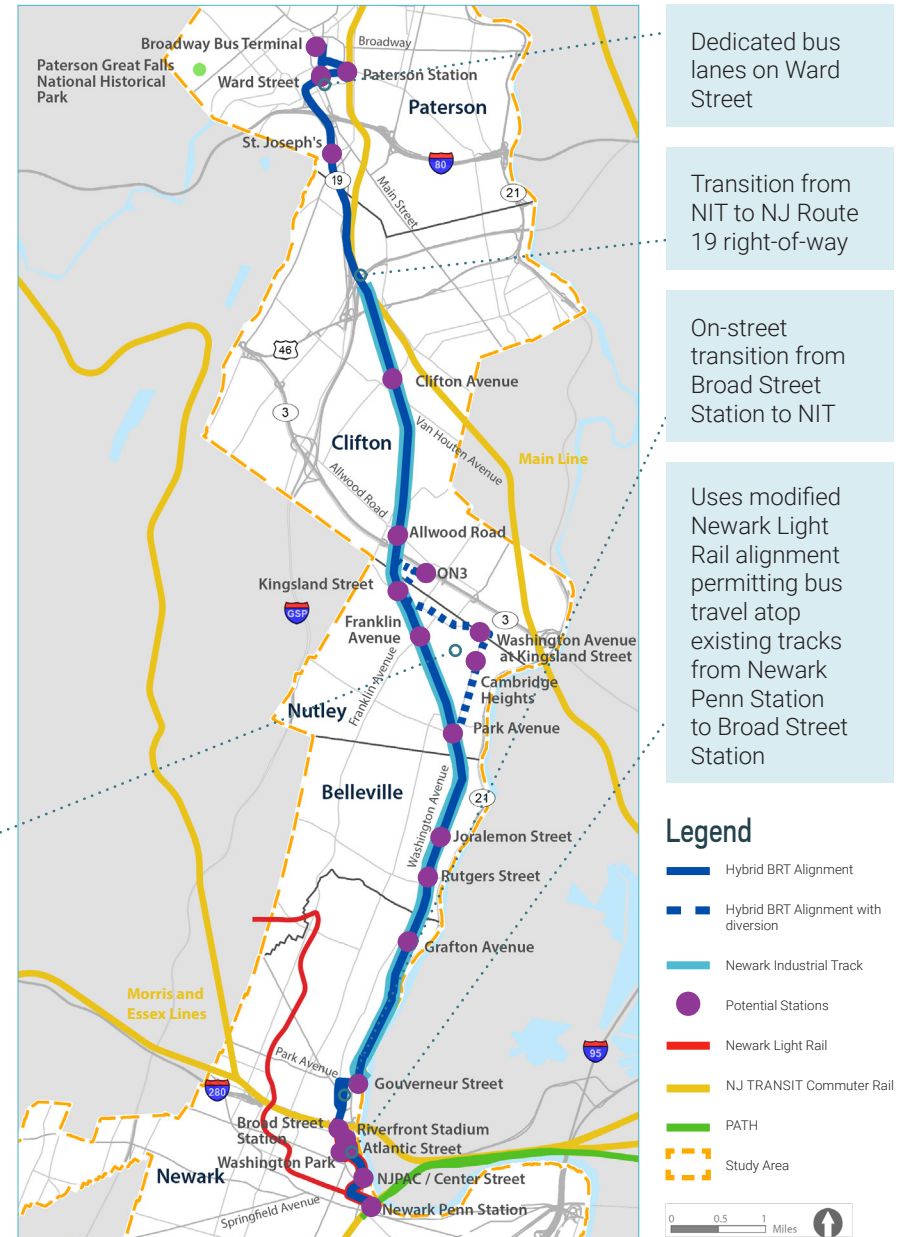 Broadway Bus Terminal
Broadway
Paterson Great Falls
National Historical
Park
Ward Street
Paterson Station
Paterson
St. Joseph's
80
19
Main Street
21
46
Clifton Avenue
3
Clifton
Van Houten Avenue
Main Line
Allwood Road
Allwood Road
ON3
Kingsland Street
GSP
3
Franklin
Avenue
Washington Avenue
at Kingsland Street
Franklin Avenue
Cambridge
Heights
Nutley
Park Avenue
Belleville
Washington Avenue
21
Joralemon Street
Rutgers Street
Grafton Avenue
Morris and
Essex Lines
95
Park Avenue
Gouverneur Street
280
Broad Street
Station
Riverfront Stadium
Atlantic Street
Washington Park
Newark
NJPAC / Center Street
Springfield Avenue
Newark Penn Station
Dedicated bus
lanes on Ward
Street
Transition from
NIT to NJ Route
19 right-of-way
On-street
transition from
Broad Street
Station to NIT
Uses modified
Newark Light
Rail alignment
permitting bus
travel atop
existing tracks
from Newark
Penn Station
to Broad Street
Station
Legend
Hybrid BRT Alignment
Hybrid BRT Alignment with
diversion
Newark Industrial Track
Potential Stations
Newark Light Rail
NJ TRANSIT Commuter Rail
PATH
Study Area
0 0.5 1
Miles